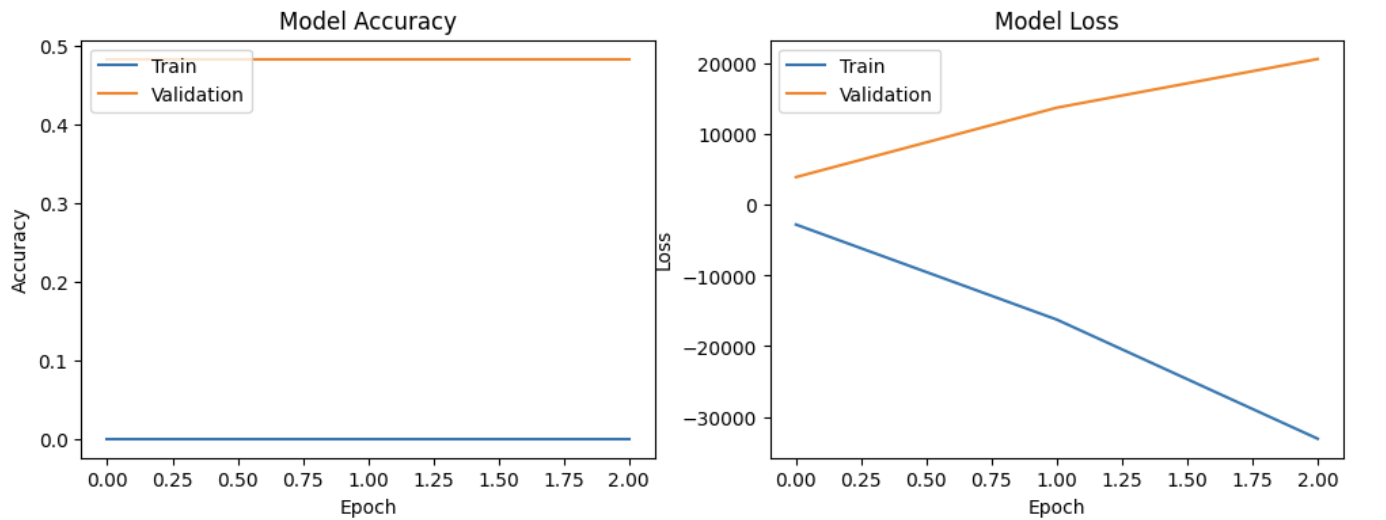 Model Accuracy
0.5
0.4
0.3
0.2
0.1
0.0
Accuracy
Train
Validation
0.00 0.25 0.50 0.75 1.00 1.25 1.50 1.75 2.00
Epoch
Model Loss
20000
10000
0
−10000
−20000
−30000
Loss
Train
Validation
0.00 0.25 0.50 0.75 1.00 1.25 1.50 1.75 2.00
Epoch